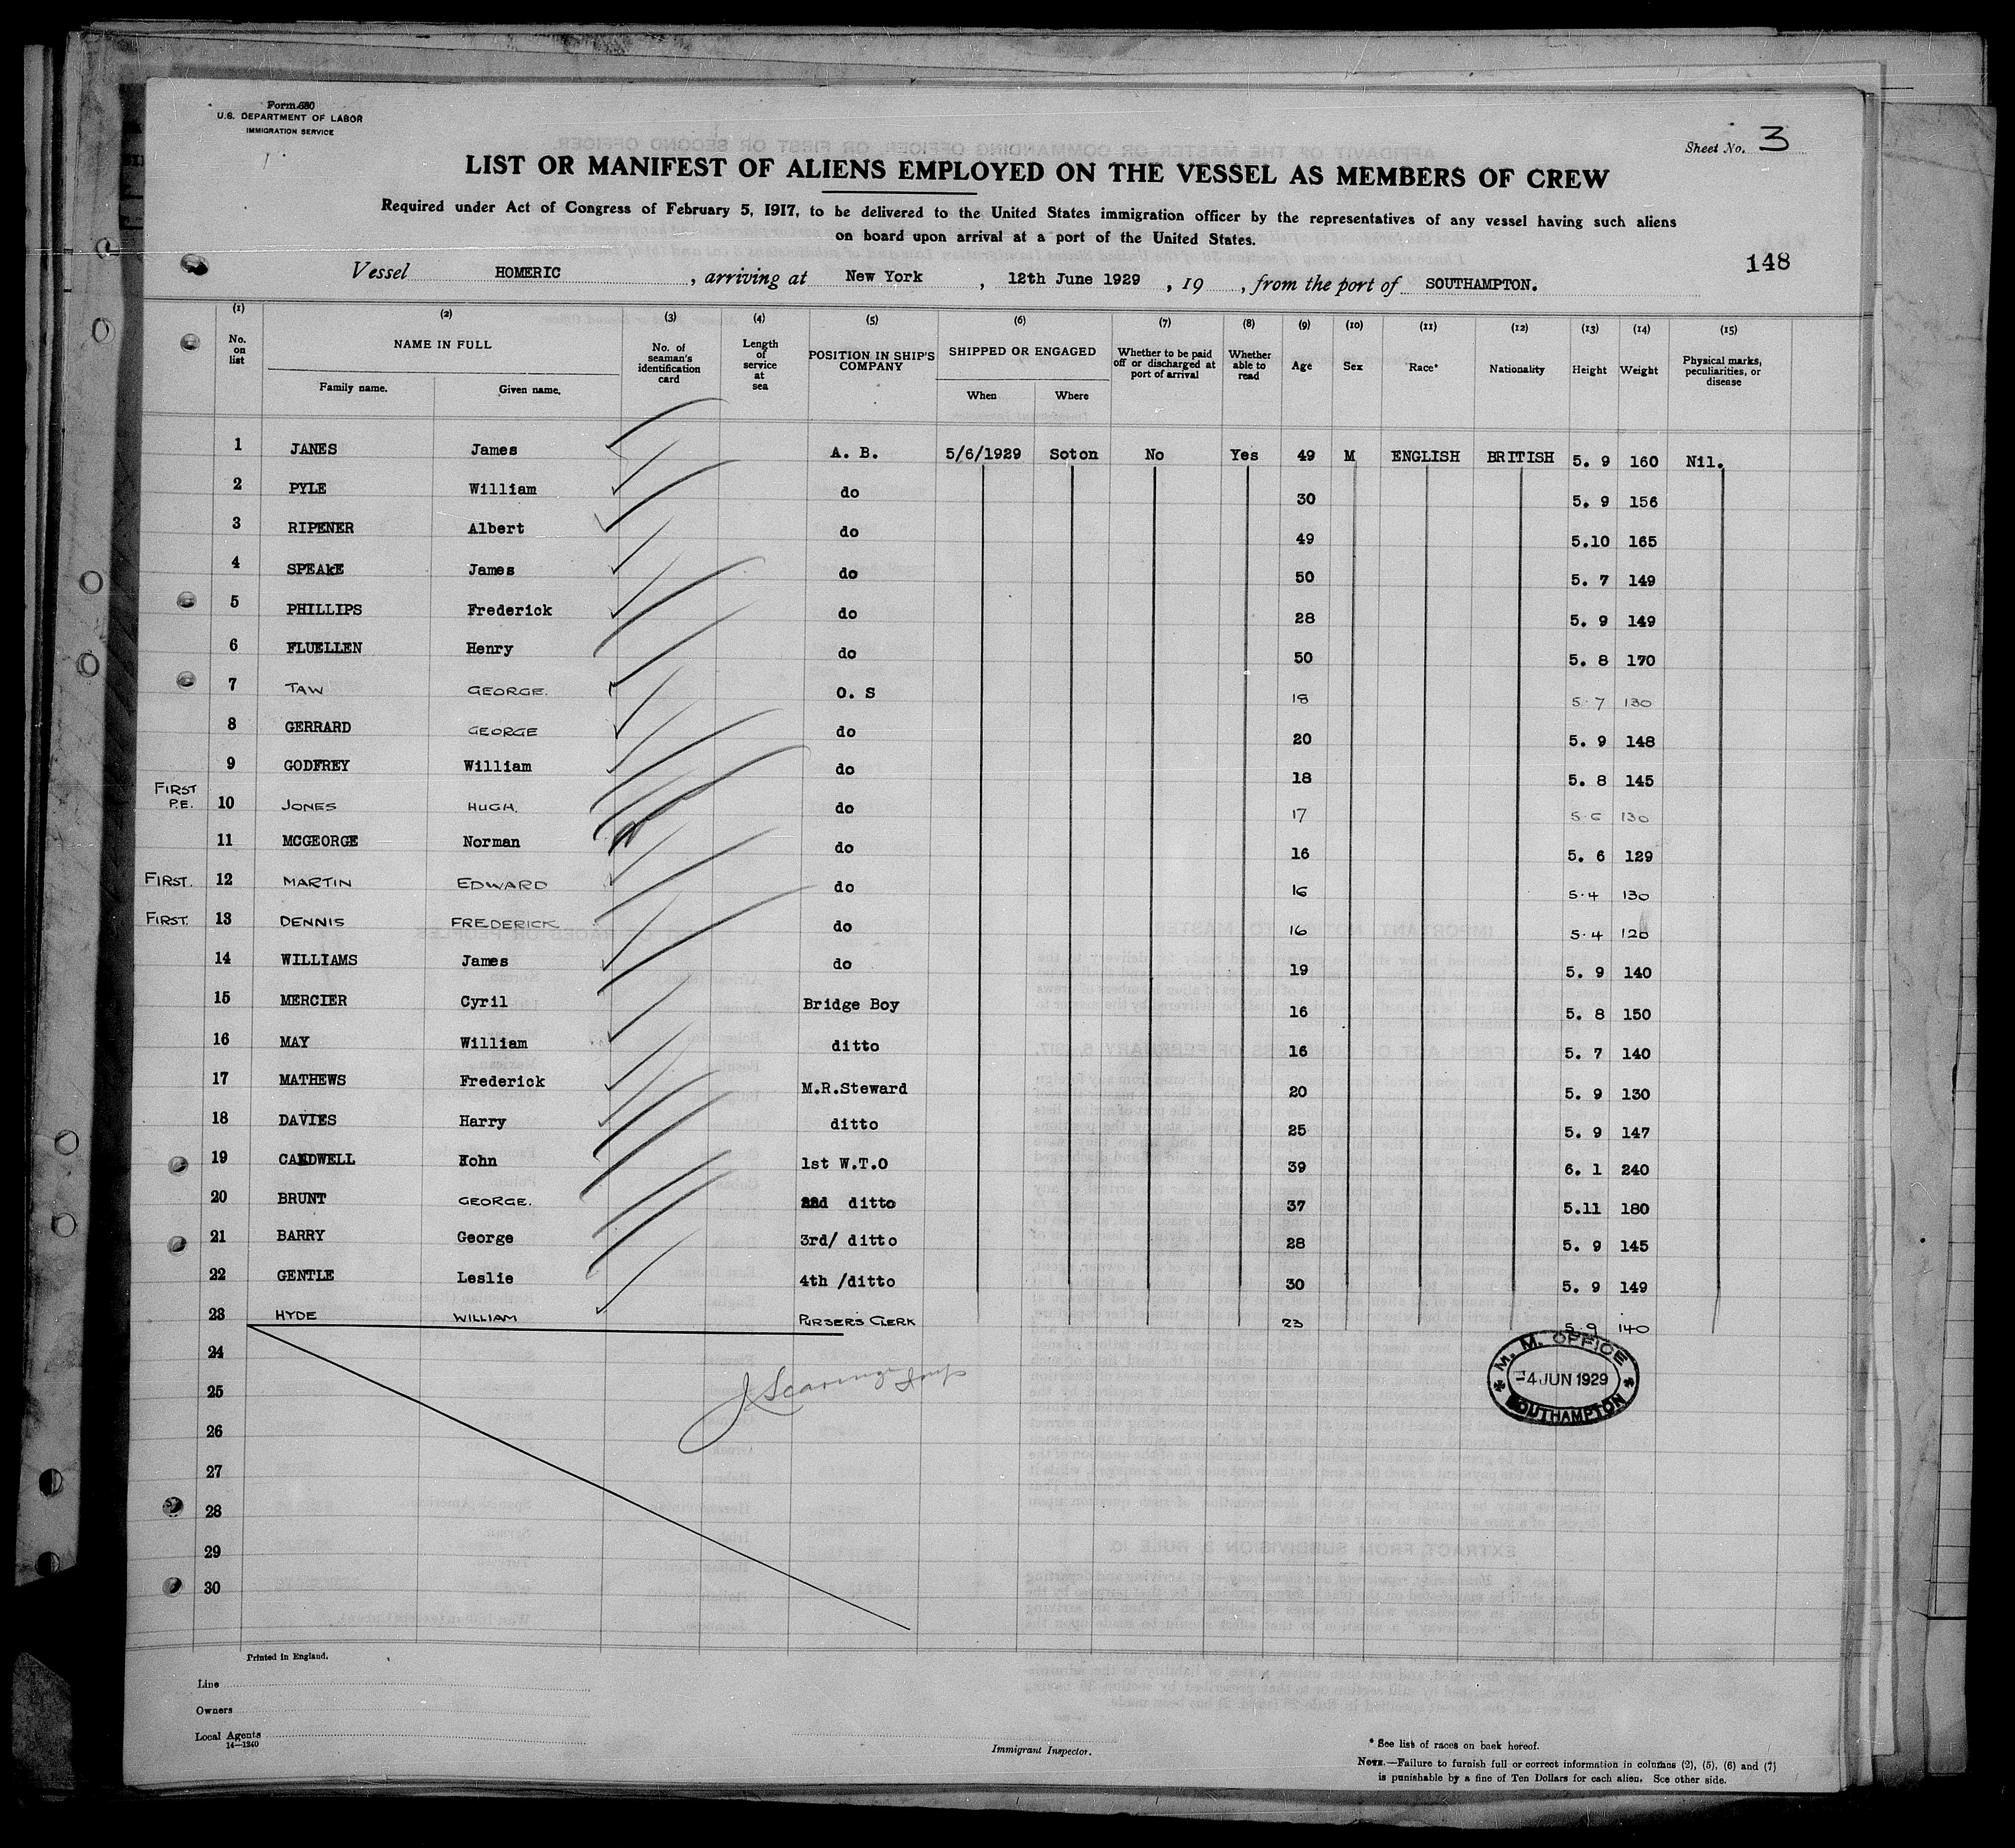 Form 680
U.S. DEPARTMENT OF LABOR
IMMIGRATION SERVICE
Sheet No. 3
LIST OR MANIFEST OF ALIENS EMPLOYED ON THE VESSEL AS MEMBERS OF CREW
Required under Act of Congress of February 5, 1917, to be delivered to the United States immigration officer by the representatives of any vessel having such aliens
on board upon arrival at a port of the United States.
148
Vessel HOMERIC, arriving at New York, 12th June 1929, 19, from the port of SOUTHAMPTON.
(1) (2) (3) (4) (5) (6) (7) (8) (9) (10) (11) (12) (13) (14) (15)
No. on list NAME IN FULL Family name. Given name. No. of seaman's identification card Length of service at sea POSITION IN SHIP'S COMPANY SHIPPED OR ENGAGED When Where Whether to be paid off or discharged at port of arrival Whether able to read Age Sex Race* Nationality Height Weight Physical marks, peculiarities, or disease
1 JANES James A. B. 5/6/1929 Soton No Yes 49 M ENGLISH BRITISH 5. 9 160 Nil.
2 PYLE William do 30 5. 9 156
3 RIPENER Albert do 49 5.10 165
4 SPEAKE James do 50 5. 7 149
5 PHILLIPS Frederick do 28 5. 9 149
6 FLUELLEN Henry do 50 5. 8 170
7 TAW GEORGE. O. S 18 5.7 130
8 GERRARD GEORGE do 20 5. 9 148
9 GODFREY William do 18 5. 8 145
FIRST P.E. 10 JONES HUGH. do 17 5.6 130
11 MCGEORGE Norman do 16 5. 6 129
FIRST. 12 MARTIN EDWARD do 16 5.4 130
FIRST. 13 DENNIS FREDERICK do 16 5.4 120
14 WILLIAMS James do 19 5. 9 140
15 MERCIER Cyril Bridge Boy 16 5. 8 150
16 MAY William ditto 16 5. 7 140
17 MATHEWS Frederick M.R.Steward 20 5. 9 130
18 DAVIES Harry ditto 25 5. 9 147
19 CAMDWELL Kohn 1st W.T.O 39 6. 1 240
20 BRUNT GEORGE. 2nd ditto 37 5.11 180
21 BARRY George 3rd/ ditto 28 5. 9 145
22 GENTLE Leslie 4th /ditto 30 5. 9 149
23 HYDE WILLIAM PURSERS CLERK 23 5.9 140
24
25
26
27
28
29
30
M. M. OFFICE
-4 JUN 1929
SOUTHAMPTON
Printed in England.
Line
Owners
Local Agents
14-1240
Immigrant Inspector.
* See list of races on back hereof.
NOTE.—Failure to furnish full or correct information in columns (2), (5), (6) and (7)
is punishable by a fine of Ten Dollars for each alien. See other side.